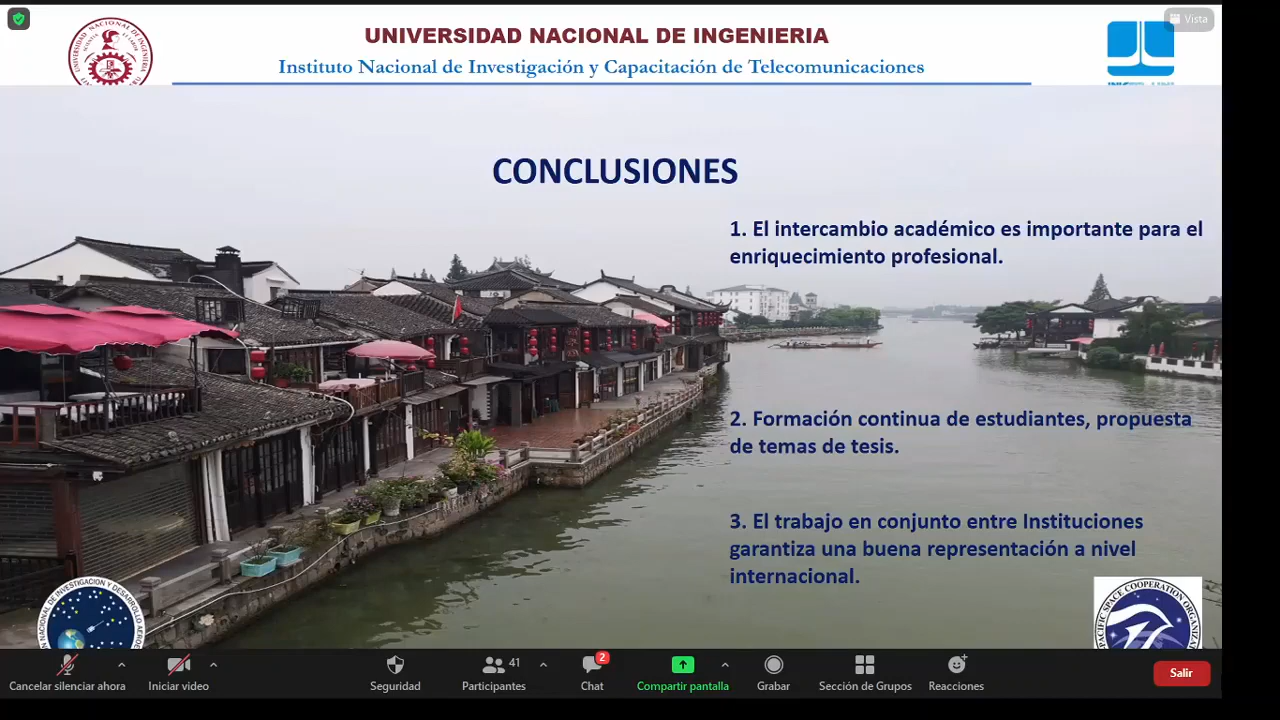 Vista
UNIVERSIDAD NACIONAL DE INGENIERIA
Instituto Nacional de Investigación y Capacitación de Telecomunicaciones
CONCLUSIONES
1. El intercambio académico es importante para el
enriquecimiento profesional.
2. Formación continua de estudiantes, propuesta
de temas de tesis.
3. El trabajo en conjunto entre Instituciones
garantiza una buena representación a nivel
internacional.
PACIFIC SPACE COOPERATION
Cancelar silenciar ahora
Iniciar video
Seguridad
41
Participantes
2
Chat
Compartir pantalla
Grabar
Sección de Grupos
Reacciones
Salir